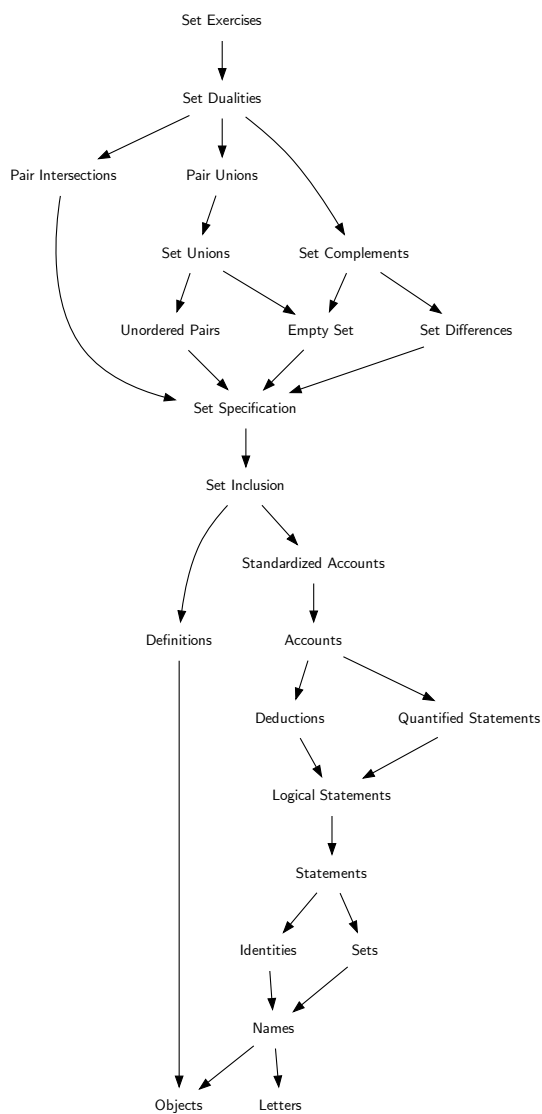 Set Exercises
Set Dualities
Pair Intersections
Pair Unions
Set Unions
Set Complements
Unordered Pairs
Empty Set
Set Differences
Set Specification
Set Inclusion
Standardized Accounts
Definitions
Accounts
Deductions
Quantified Statements
Logical Statements
Statements
Identities
Sets
Names
Objects
Letters